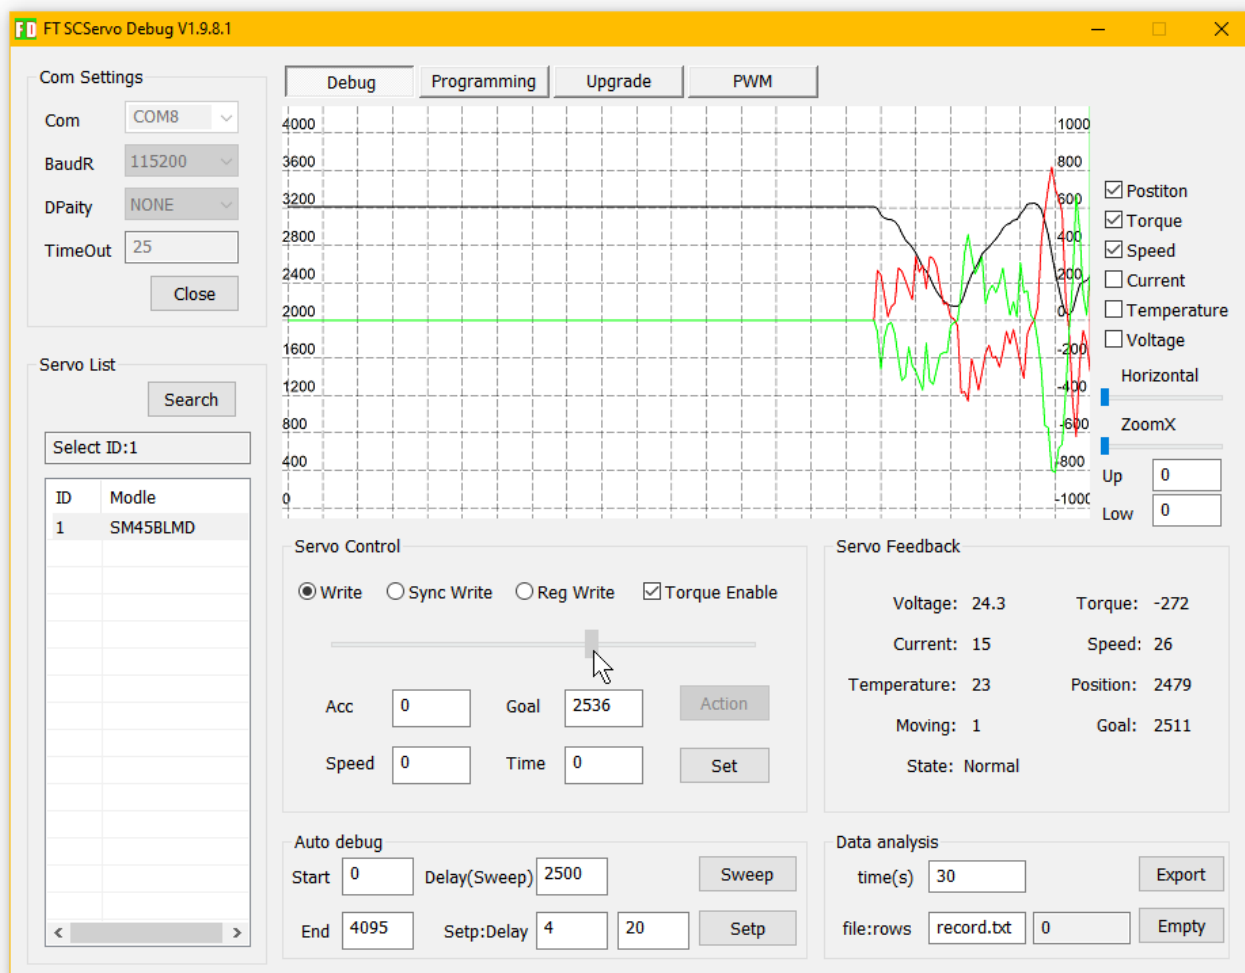 FD FT SCServo Debug V1.9.8.1
Com Settings
Com COM8
BaudR 115200
DPaity NONE
TimeOut 25
Close
Servo List
Search
Select ID:1
ID Modle
1 SM45BLMD
Debug Programming Upgrade PWM
4000 1000
3600 800
3200 600
2800 400
2400 200
2000 0
1600 -200
1200 -400
800 -600
400 -800
0 -1000
Postiton
Torque
Speed
Current
Temperature
Voltage
Horizontal
ZoomX
Up 0
Low 0
Servo Control
Write Sync Write Reg Write Torque Enable
Acc 0 Goal 2536 Action
Speed 0 Time 0 Set
Servo Feedback
Voltage: 24.3 Torque: -272
Current: 15 Speed: 26
Temperature: 23 Position: 2479
Moving: 1 Goal: 2511
State: Normal
Auto debug
Start 0 Delay(Sweep) 2500 Sweep
End 4095 Setp:Delay 4 20 Setp
Data analysis
time(s) 30 Export
file:rows record.txt 0 Empty